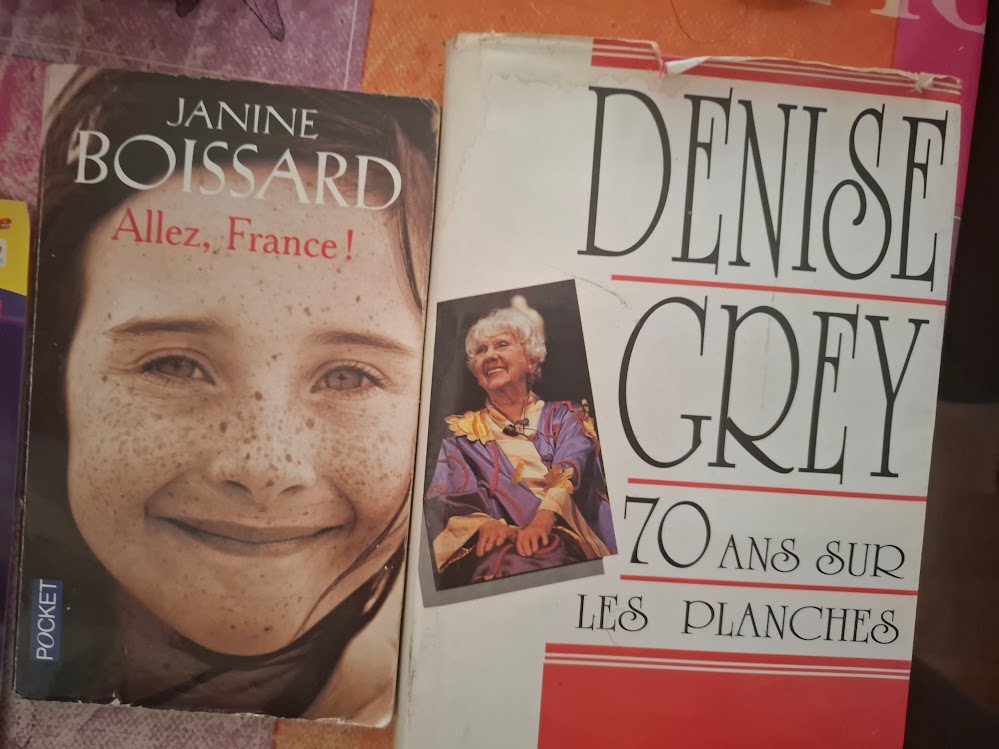 JANINE
BOISSARD
Allez, France !
POCKET
DENISE
GREY
70 ANS SUR
LES PLANCHES